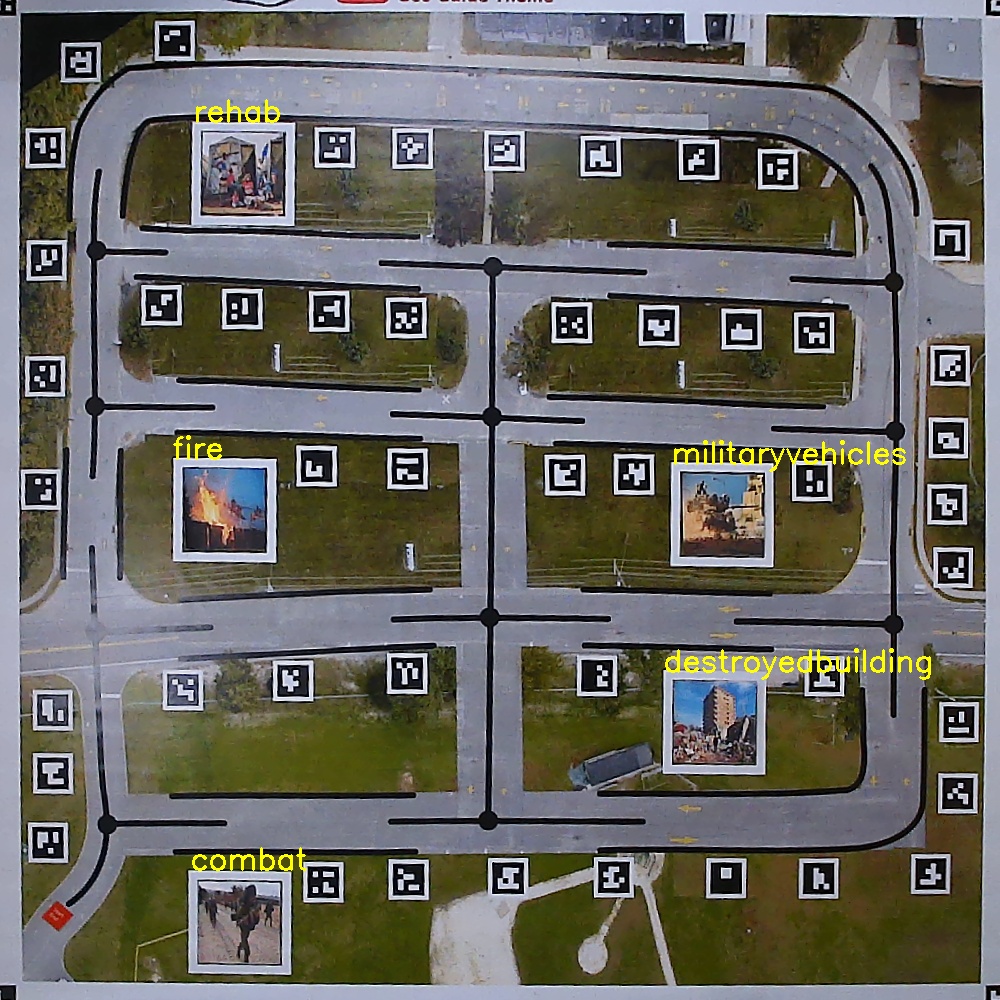 rehab
fire
militaryvehicles
destroyedbuilding
combat